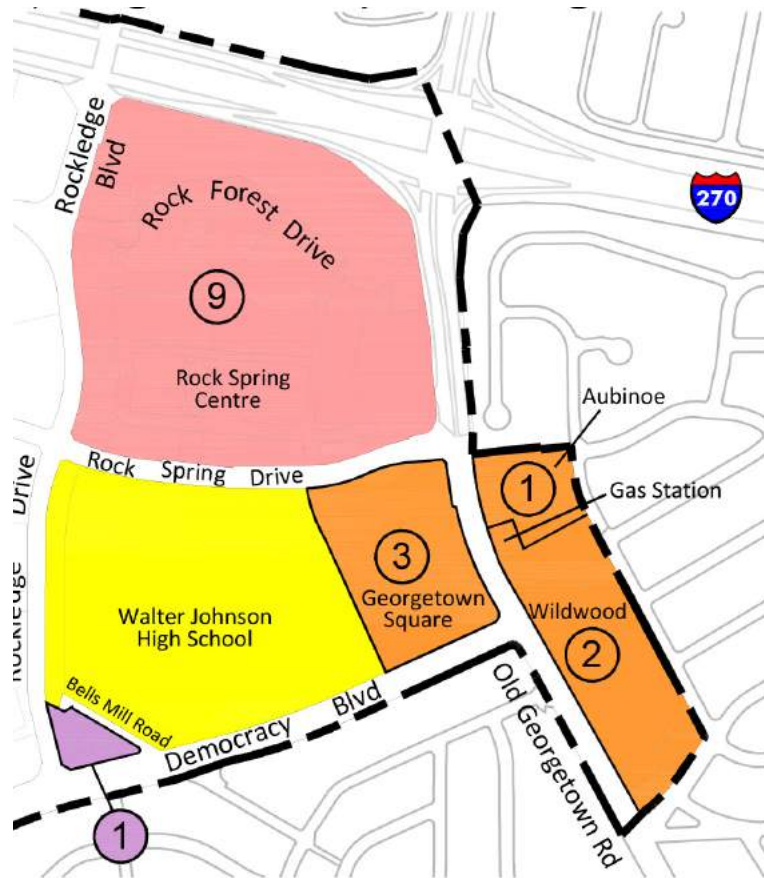 Rockledge
Blvd
Rock Forest Drive
270
9
Rock Spring
Centre
Aubinoe
Rock Spring Drive
1
Gas Station
Drive
3
Georgetown
Square
Walter Johnson
High School
Wildwood
2
Rockledge
Bells Mill Road
Democracy Blvd
Old Georgetown Rd
1